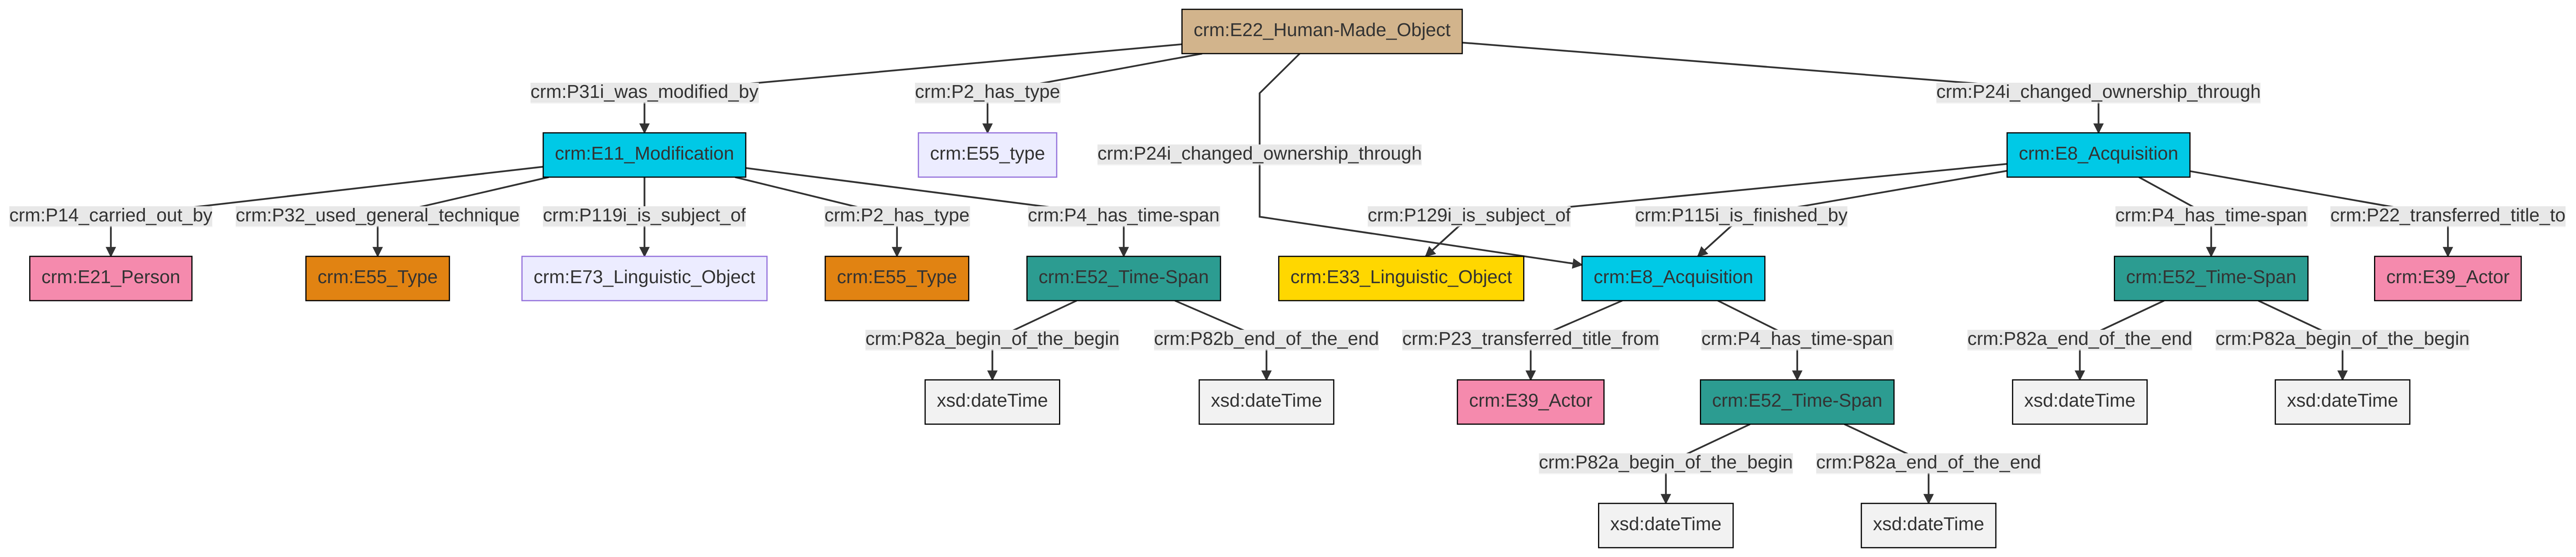 crm:E22_Human-Made_Object
crm:P31i_was_modified_by
crm:P2_has_type
crm:P24i_changed_ownership_through
crm:E11_Modification
crm:E55_type
crm:P24i_changed_ownership_through
crm:E8_Acquisition
crm:P14_carried_out_by
crm:P32_used_general_technique
crm:P119i_is_subject_of
crm:P2_has_type
crm:P4_has_time-span
crm:P129i_is_subject_of
crm:P115i_is_finished_by
crm:P4_has_time-span
crm:P22_transferred_title_to
crm:E21_Person
crm:E55_Type
crm:E73_Linguistic_Object
crm:E55_Type
crm:E52_Time-Span
crm:E33_Linguistic_Object
crm:E8_Acquisition
crm:E52_Time-Span
crm:E39_Actor
crm:P82a_begin_of_the_begin
crm:P82b_end_of_the_end
crm:P23_transferred_title_from
crm:P4_has_time-span
crm:P82a_end_of_the_end
crm:P82a_begin_of_the_begin
xsd:dateTime
xsd:dateTime
crm:E39_Actor
crm:E52_Time-Span
xsd:dateTime
xsd:dateTime
crm:P82a_begin_of_the_begin
crm:P82a_end_of_the_end
xsd:dateTime
xsd:dateTime